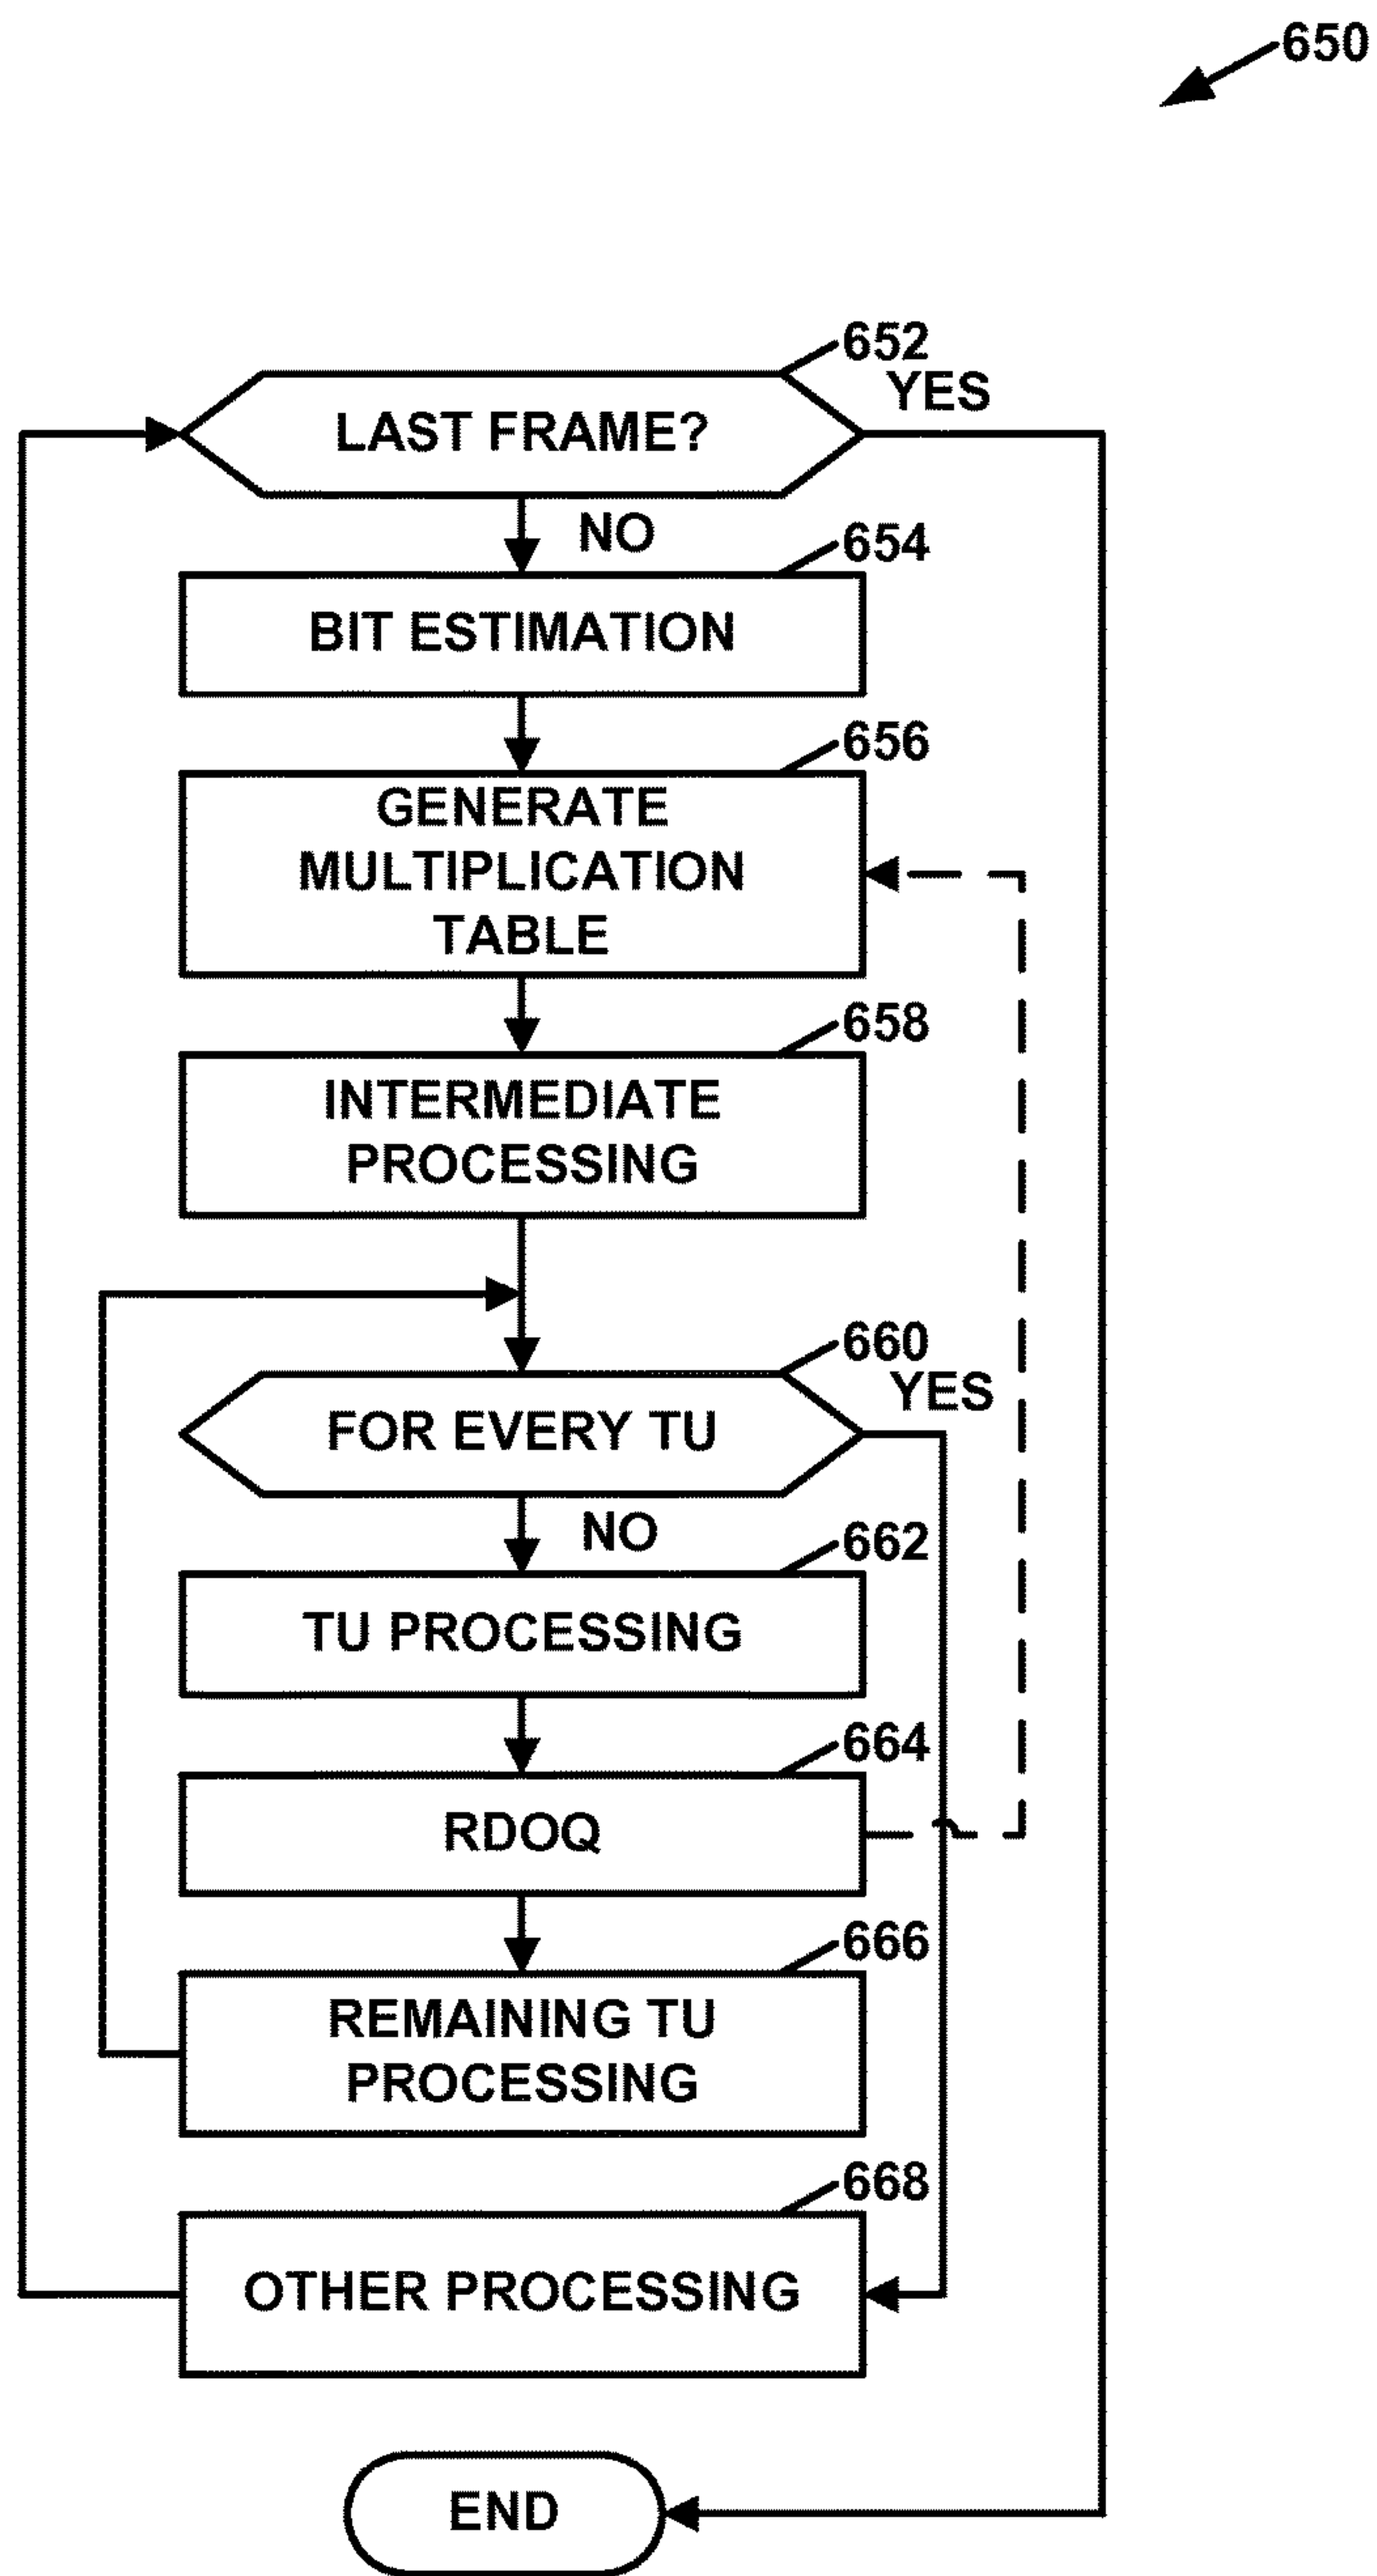 650
652
YES
LAST FRAME?
NO
654
BIT ESTIMATION
656
GENERATE
MULTIPLICATION
TABLE
658
INTERMEDIATE
PROCESSING
660
YES
FOR EVERY TU
NO
662
TU PROCESSING
664
RDOQ
666
REMAINING TU
PROCESSING
668
OTHER PROCESSING
END